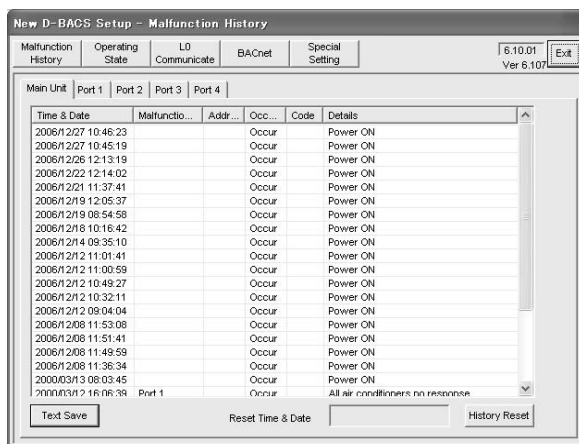 New D-BACS Setup - Malfunction History
Malfunction History
Operating State
L0 Communicate
BACnet
Special Setting
6.10.01
Ver 6.107
Exit
Main Unit Port 1 Port 2 Port 3 Port 4
Time & Date Malfunctio... Addr... Occ... Code Details
2006/12/27 10:46:23 Occur Power ON
2006/12/27 10:45:19 Occur Power ON
2006/12/26 12:13:19 Occur Power ON
2006/12/22 12:14:02 Occur Power ON
2006/12/21 11:37:41 Occur Power ON
2006/12/19 12:05:37 Occur Power ON
2006/12/19 08:54:58 Occur Power ON
2006/12/18 10:16:42 Occur Power ON
2006/12/14 09:35:10 Occur Power ON
2006/12/12 11:01:41 Occur Power ON
2006/12/12 11:00:59 Occur Power ON
2006/12/12 10:49:27 Occur Power ON
2006/12/12 10:32:11 Occur Power ON
2006/12/12 09:04:04 Occur Power ON
2006/12/08 11:53:08 Occur Power ON
2006/12/08 11:51:41 Occur Power ON
2006/12/08 11:49:59 Occur Power ON
2006/12/08 11:36:34 Occur Power ON
2000/03/13 08:03:45 Occur Power ON
2000/03/12 16:06:39 Port 1 Occur All air conditioners no response
Text Save
Reset Time & Date
History Reset